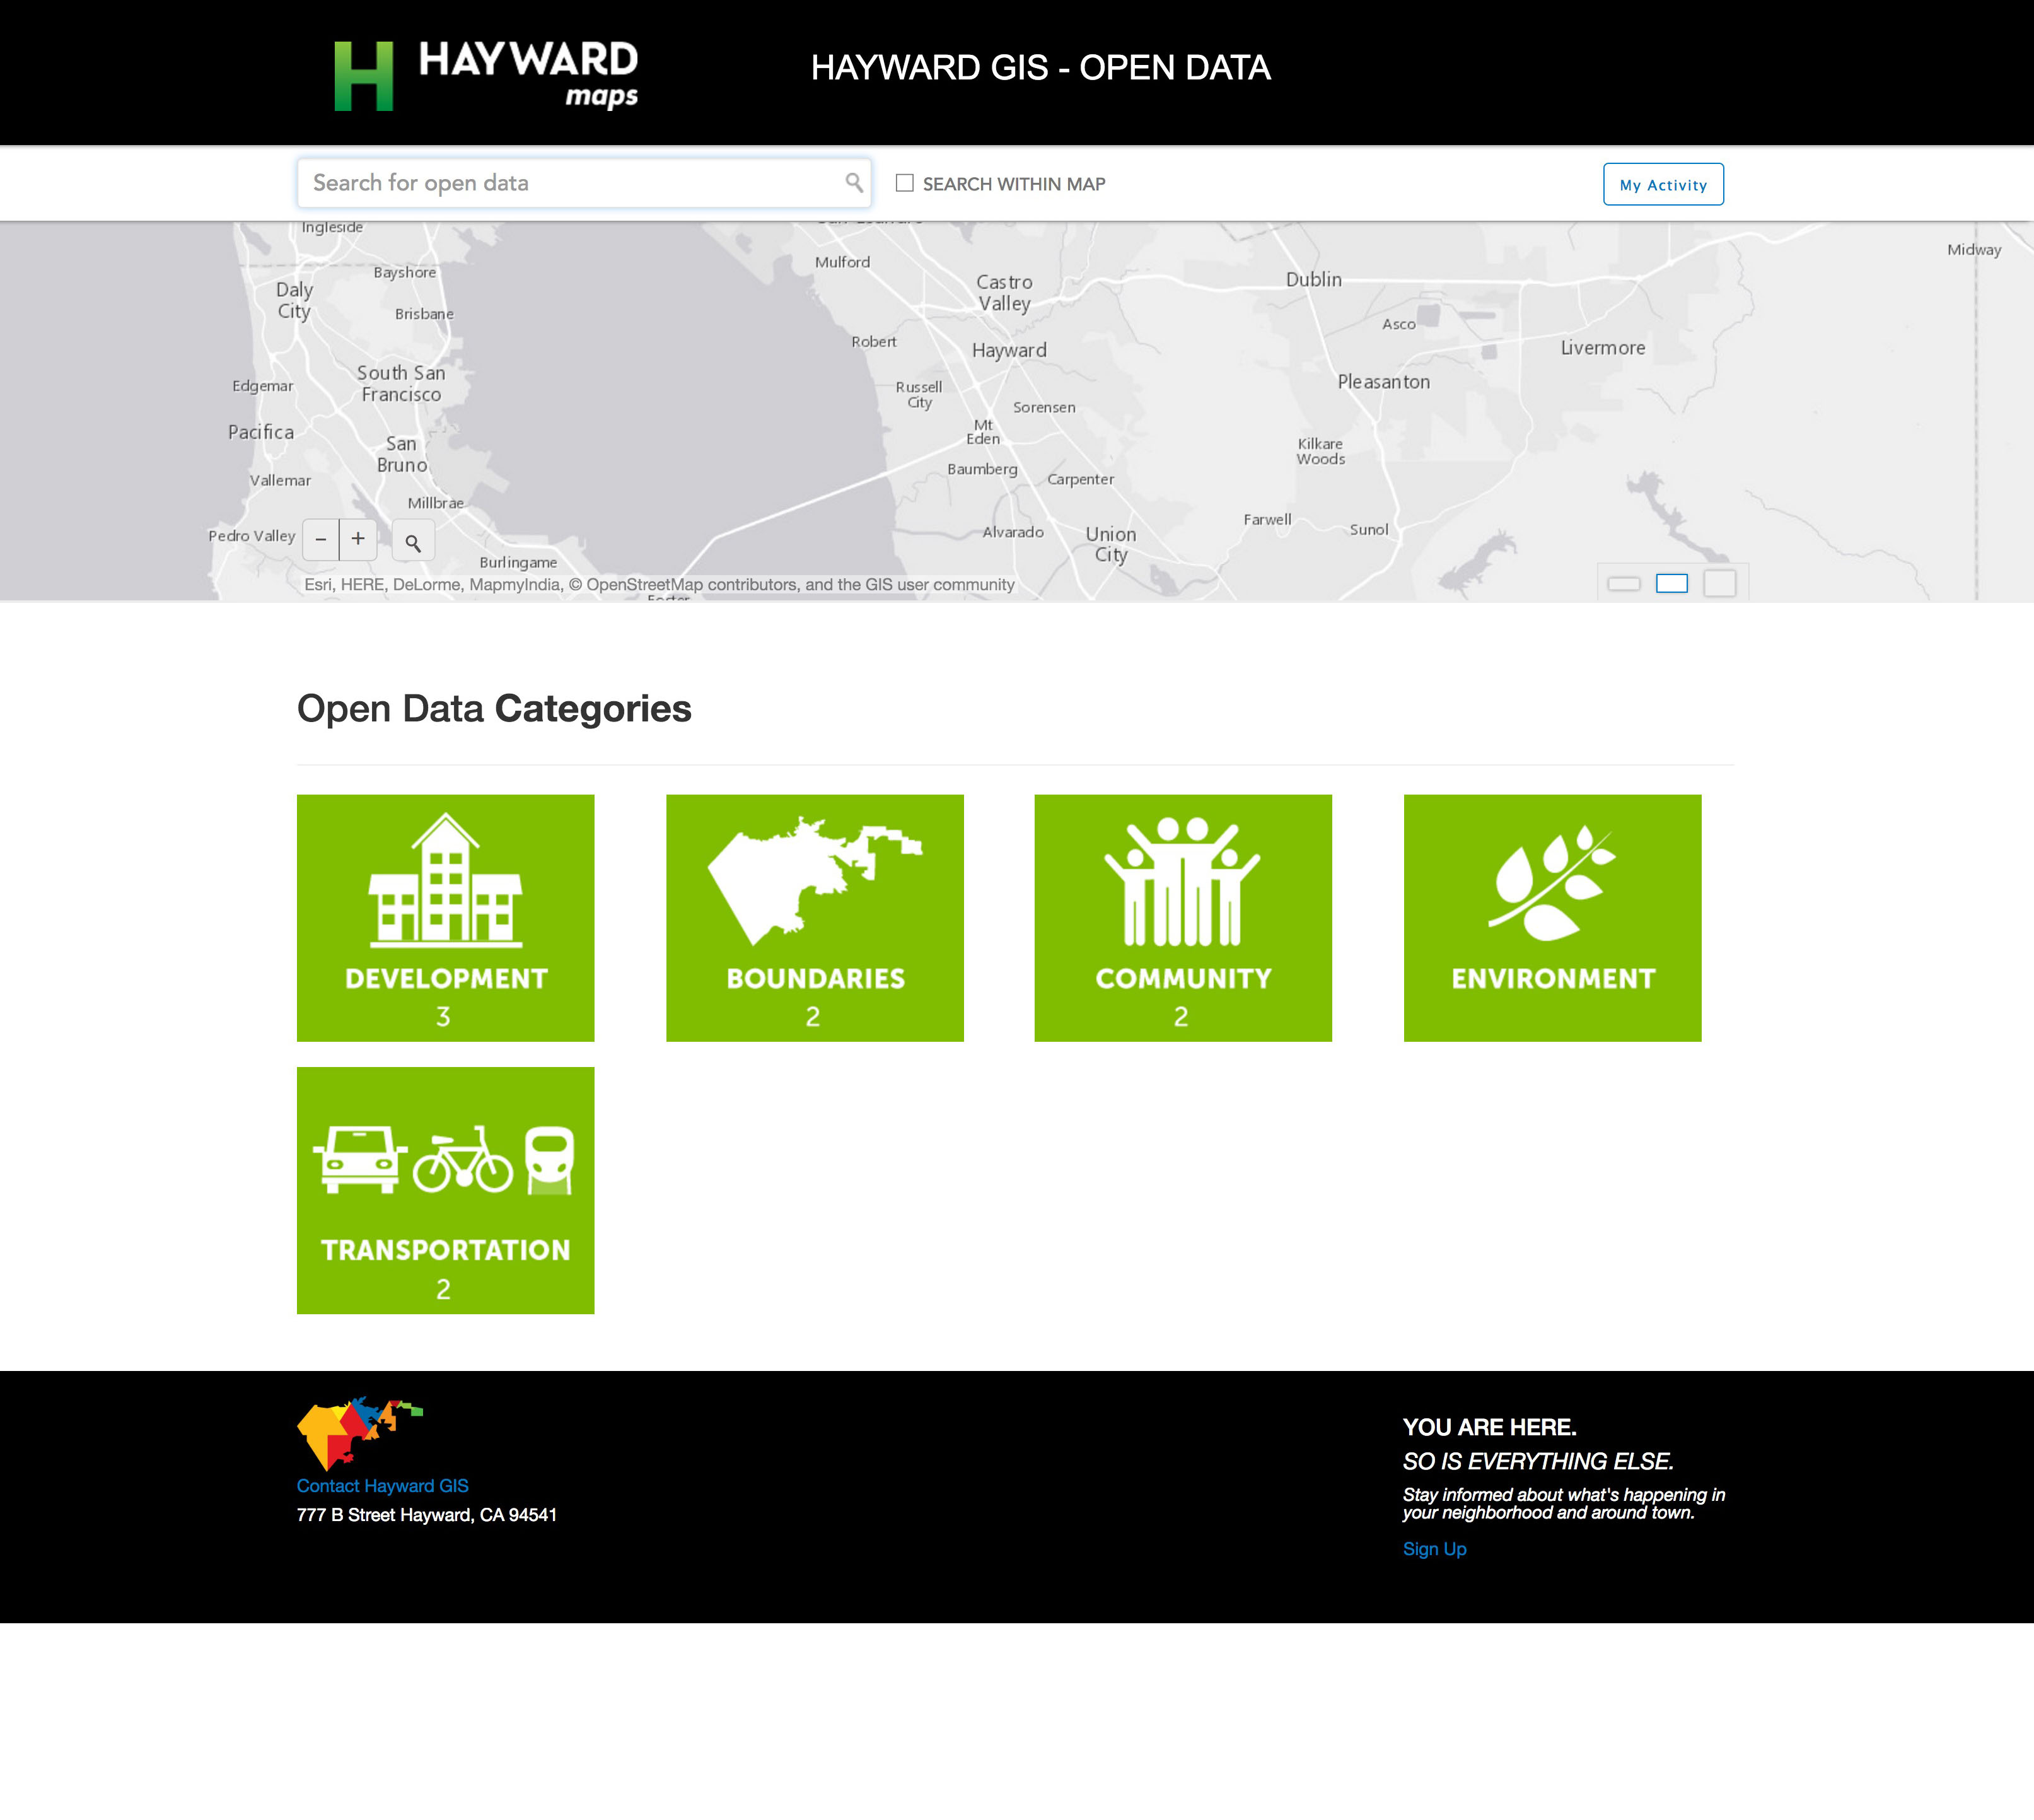 HAYWARD
maps
HAYWARD GIS - OPEN DATA
Search for open data
SEARCH WITHIN MAP
My Activity
Ingleside
Midway
Mulford
Bayshore
Castro
Valley
Dublin
Daly
City
Brisbane
Asco
Robert
Hayward
Livermore
South San
Francisco
Edgemar
Russell
City
Pleasanton
Sorensen
Pacifica
Mt
Eden
San
Bruno
Kilkare
Woods
Baumberg
Vallemar
Carpenter
Millbrae
Farwell
Pedro Valley
Alvarado
Union
City
Sunol
− +
Burlingame
Esri, HERE, DeLorme, MapmyIndia, © OpenStreetMap contributors, and the GIS user community
Open Data Categories
DEVELOPMENT
3
BOUNDARIES
2
COMMUNITY
2
ENVIRONMENT
TRANSPORTATION
2
Contact Hayward GIS
777 B Street Hayward, CA 94541
YOU ARE HERE.
SO IS EVERYTHING ELSE.
Stay informed about what's happening in
your neighborhood and around town.
Sign Up